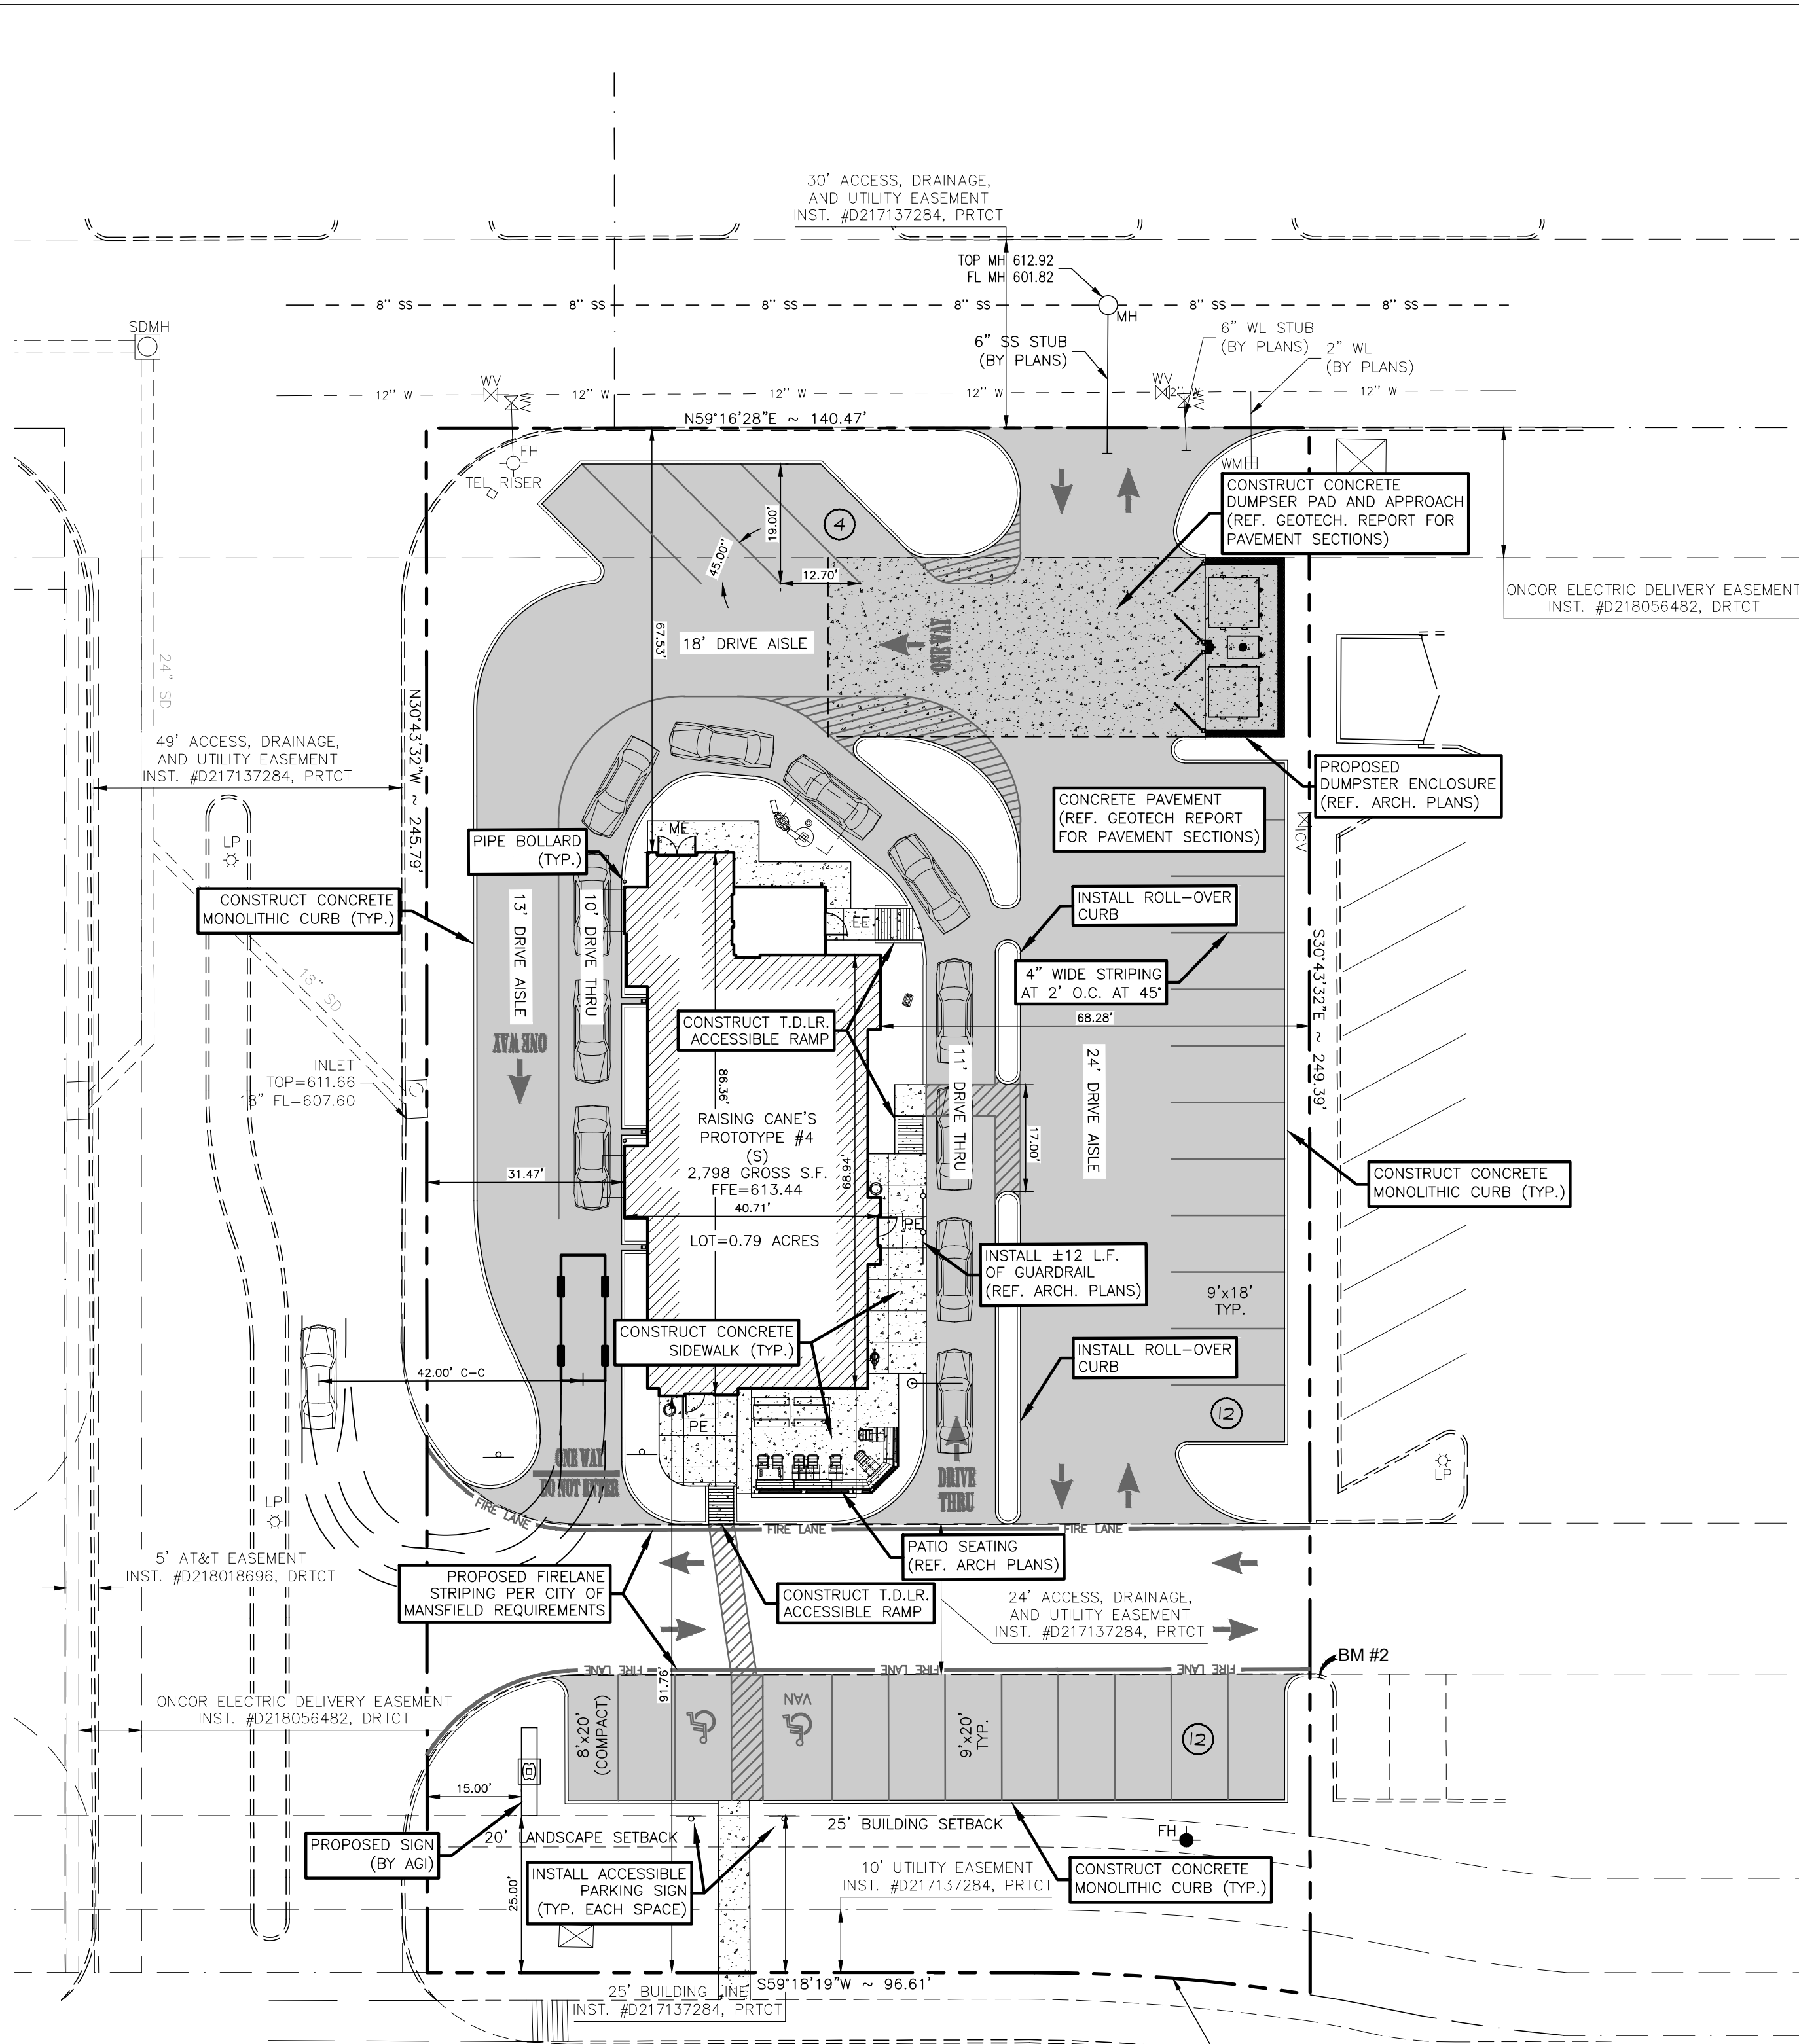 30' ACCESS, DRAINAGE,
AND UTILITY EASEMENT
INST. #D217137284, PRTCT
TOP MH 612.92
FL MH 601.82
8" SS
8" SS
8" SS
8" SS
8" SS
8" SS
MH
SDMH
6" SS STUB
(BY PLANS)
6" WL STUB
(BY PLANS)
2" WL
(BY PLANS)
WV
WV
12" W
12" W
12" W
12" W
12" W
12" W
WV
WV
N59°16'28"E ~ 140.47'
FH
TEL RISER
WM
CONSTRUCT CONCRETE
DUMPSER PAD AND APPROACH
(REF. GEOTECH. REPORT FOR
PAVEMENT SECTIONS)
4
19.00'
45.00°
12.70'
ONCOR ELECTRIC DELIVERY EASEMENT
INST. #D218056482, DRTCT
67.53'
18' DRIVE AISLE
ONE WAY
24" SD
N30°43'32"W ~ 245.79'
49' ACCESS, DRAINAGE,
AND UTILITY EASEMENT
INST. #D217137284, PRTCT
PROPOSED
DUMPSTER ENCLOSURE
(REF. ARCH. PLANS)
CONCRETE PAVEMENT
(REF. GEOTECH REPORT
FOR PAVEMENT SECTIONS)
ICV
LP
PIPE BOLLARD
(TYP.)
ME
CONSTRUCT CONCRETE
MONOLITHIC CURB (TYP.)
13' DRIVE AISLE
10' DRIVE THRU
EE
INSTALL ROLL-OVER
CURB
4" WIDE STRIPING
AT 2' O.C. AT 45°
S30°43'32"E ~ 249.39'
18" SD
ONE WAY
CONSTRUCT T.D.LR.
ACCESSIBLE RAMP
68.28'
INLET
TOP=611.66
18" FL=607.60
86.36'
11' DRIVE THRU
24' DRIVE AISLE
RAISING CANE'S
PROTOTYPE #4
(S)
2,798 GROSS S.F.
FFE=613.44
40.71'
LOT=0.79 ACRES
68.94'
17.00'
31.47'
CONSTRUCT CONCRETE
MONOLITHIC CURB (TYP.)
PE
INSTALL ±12 L.F.
OF GUARDRAIL
(REF. ARCH. PLANS)
9'x18'
TYP.
CONSTRUCT CONCRETE
SIDEWALK (TYP.)
INSTALL ROLL-OVER
CURB
42.00' C-C
12
PE
ONE WAY
DO NOT ENTER
DRIVE
THRU
LP
LP
FIRE LANE
FIRE LANE
FIRE LANE
PATIO SEATING
(REF. ARCH PLANS)
5' AT&T EASEMENT
INST. #D218018696, DRTCT
PROPOSED FIRELANE
STRIPING PER CITY OF
MANSFIELD REQUIREMENTS
CONSTRUCT T.D.LR.
ACCESSIBLE RAMP
24' ACCESS, DRAINAGE,
AND UTILITY EASEMENT
INST. #D217137284, PRTCT
BM #2
FIRE LANE
FIRE LANE
FIRE LANE
91.76'
ONCOR ELECTRIC DELIVERY EASEMENT
INST. #D218056482, DRTCT
8'x20'
(COMPACT)
VAN
9'x20'
TYP.
12
15.00'
PROPOSED SIGN
(BY AGI)
20' LANDSCAPE SETBACK
25' BUILDING SETBACK
FH
25.00'
INSTALL ACCESSIBLE
PARKING SIGN
(TYP. EACH SPACE)
10' UTILITY EASEMENT
INST. #D217137284, PRTCT
CONSTRUCT CONCRETE
MONOLITHIC CURB (TYP.)
S59°18'19"W ~ 96.61'
25' BUILDING LINE
INST. #D217137284, PRTCT